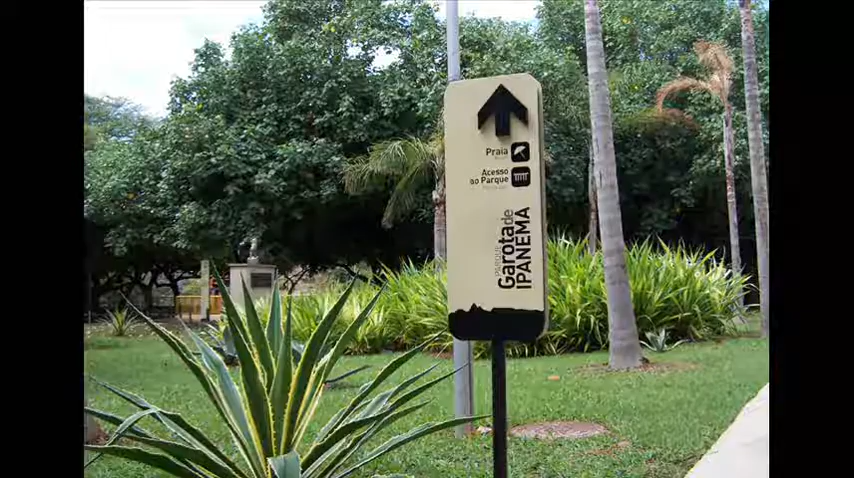 Praia
Acesso
ao Parque
PARQUE
Garota de
IPANEMA